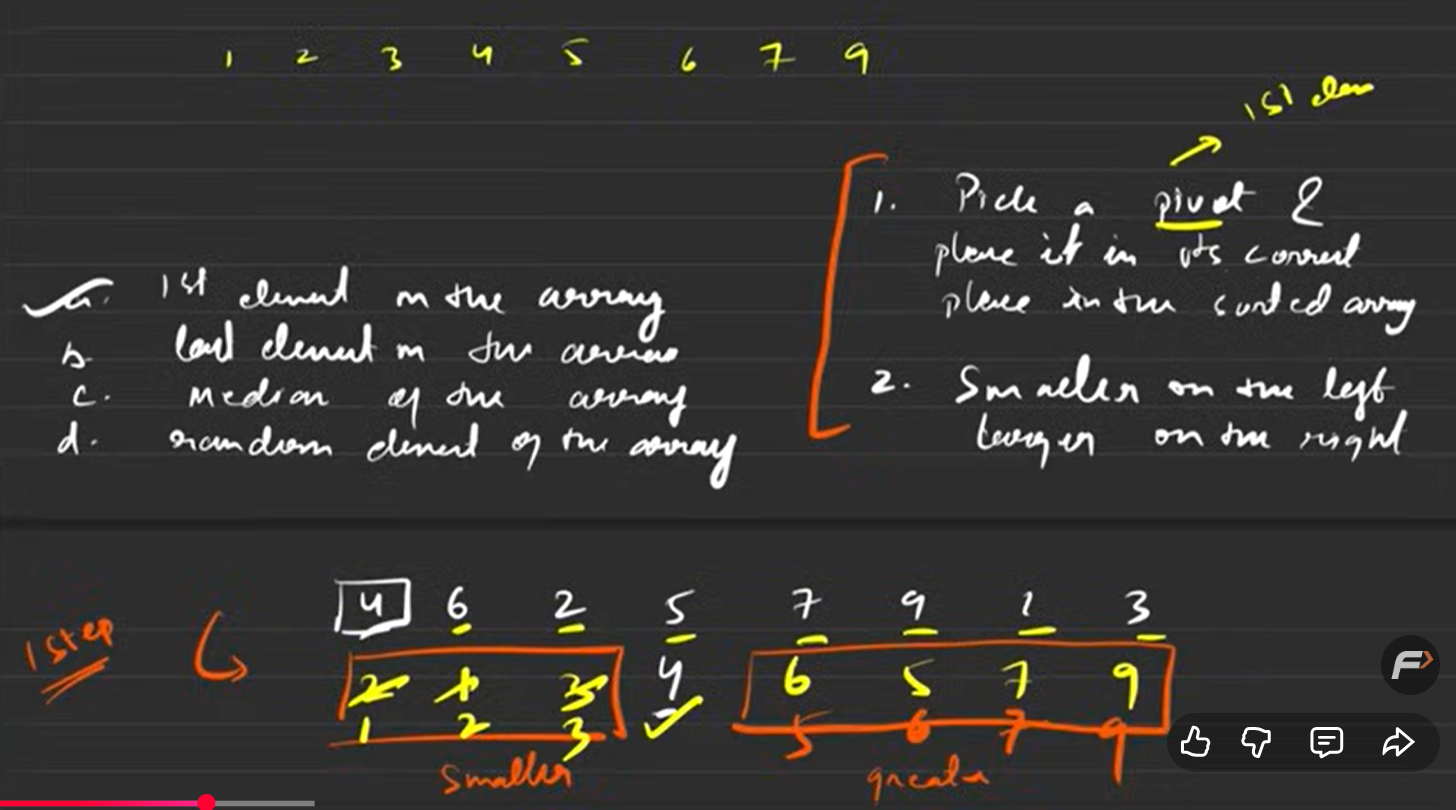 1 2 3 4 5 6 7 9
1st elem
1. Pick a pivot &
place it in its correct
place in the sorted array
2. Smaller on the left
larger on the right
a. 1st element in the array
b last element in the array
c. Median of the array
d. random element of the array
1 step
4 6 2 5 7 9 1 3
2 1 3 4 6 5 7 9
1 2 3 5 6 7 9
Smaller greater